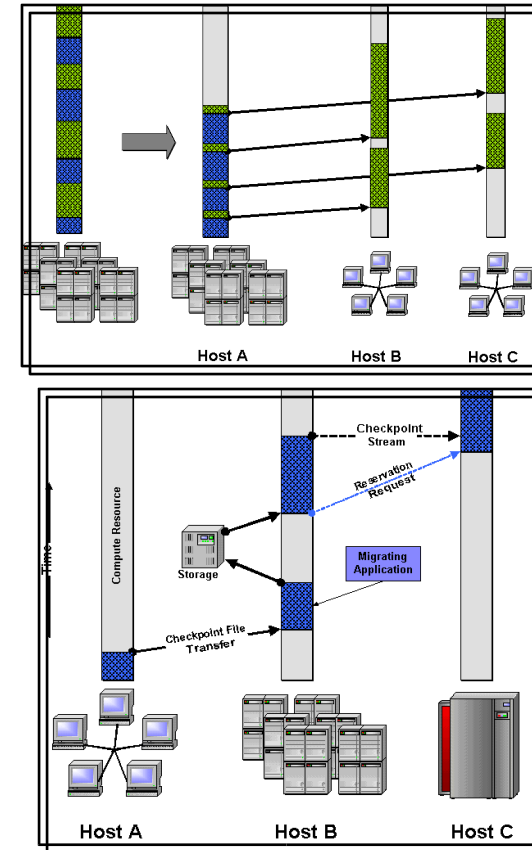 Host A
Host B
Host C
Checkpoint
Stream
Reservation
Request
Time
Compute Resource
Storage
Migrating
Application
Checkpoint File
Transfer
Host A
Host B
Host C